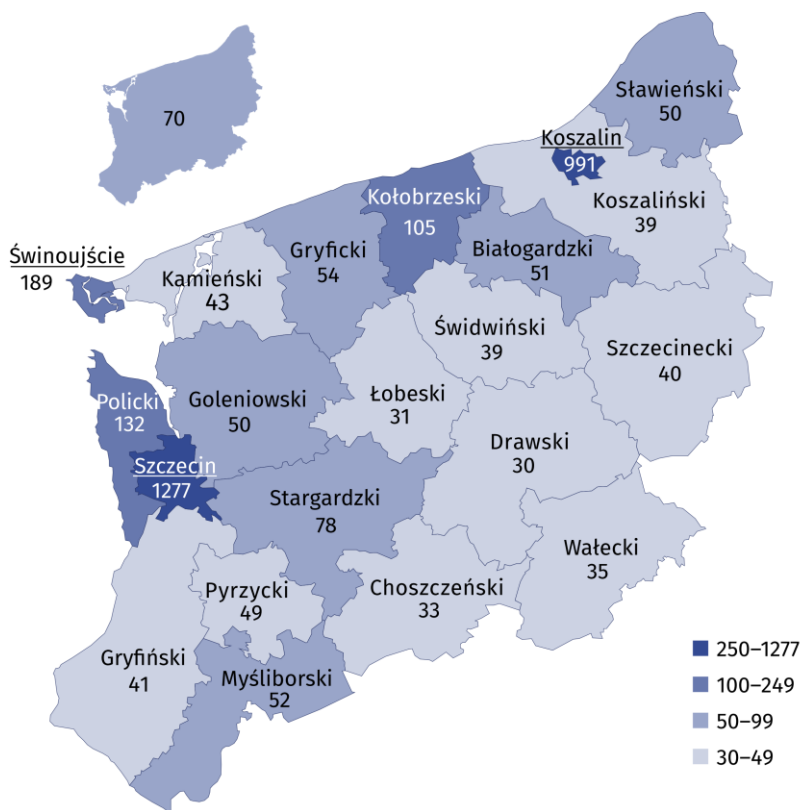 70
Sławieński
50
Koszalin
991
Koszaliński
39
Kołobrzeski
105
Gryficki
54
Białogardzki
51
Świnoujście
189
Kamieński
43
Świdwiński
39
Szczecinecki
40
Policki
132
Goleniowski
50
Łobeski
31
Drawski
30
Szczecin
1277
Stargardzki
78
Wałecki
35
Pyrzycki
49
Choszczeński
33
Gryfiński
41
Myśliborski
52
250–1277
100–249
50–99
30–49